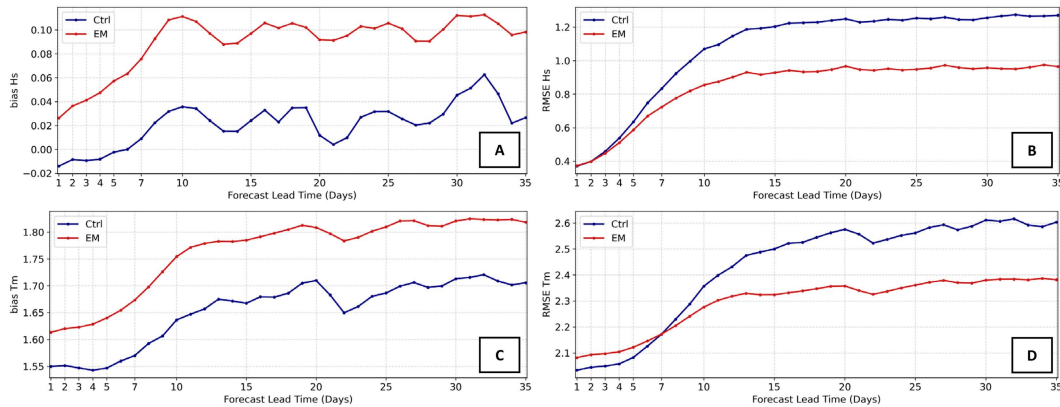 bias Hs
0.10
0.08
0.06
0.04
0.02
0.00
−0.02
Ctrl
EM
A
1 2 3 4 5 7 10 15 20 25 30 35
Forecast Lead Time (Days)
RMSE Hs
1.2
1.0
0.8
0.6
0.4
Ctrl
EM
B
1 2 3 4 5 7 10 15 20 25 30 35
Forecast Lead Time (Days)
bias Tm
1.80
1.75
1.70
1.65
1.60
1.55
Ctrl
EM
C
1 2 3 4 5 7 10 15 20 25 30 35
Forecast Lead Time (Days)
RMSE Tm
2.6
2.5
2.4
2.3
2.2
2.1
Ctrl
EM
D
1 2 3 4 5 7 10 15 20 25 30 35
Forecast Lead Time (Days)